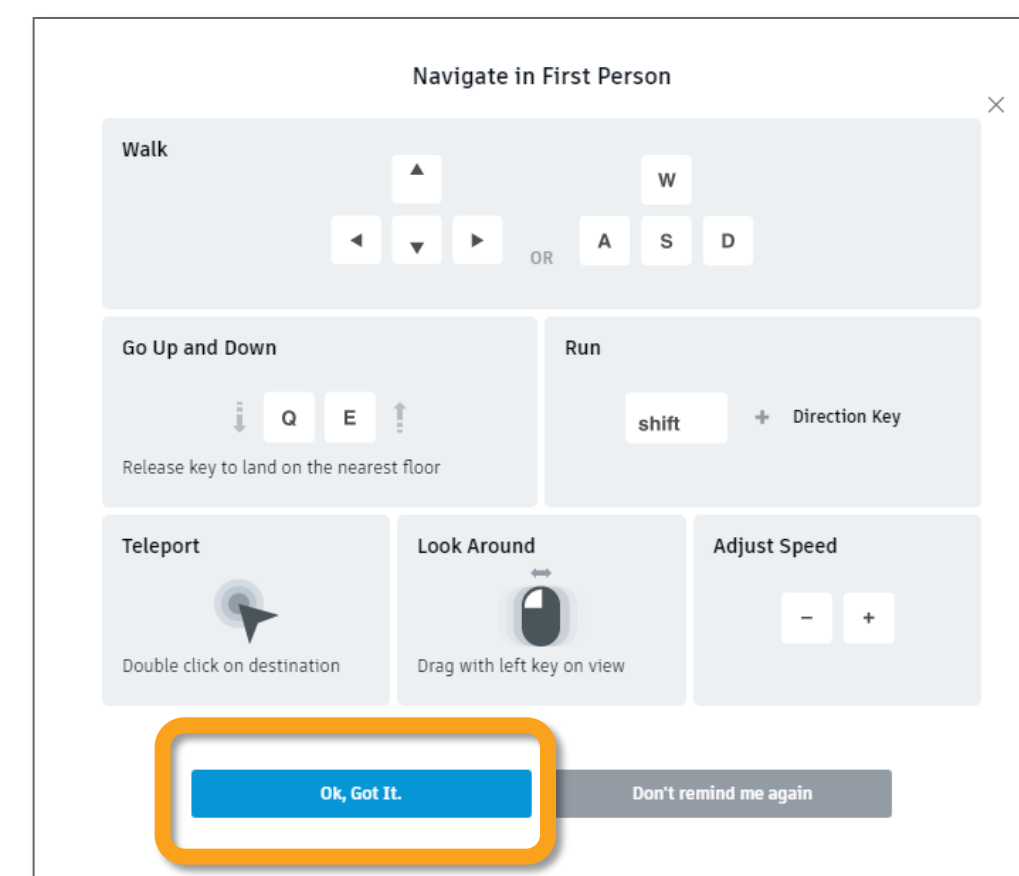 Navigate in First Person
Walk
W
OR
A S D
Go Up and Down
Q E
Release key to land on the nearest floor
Run
shift + Direction Key
Teleport
Double click on destination
Look Around
Drag with left key on view
Adjust Speed
- +
Ok, Got It.
Don't remind me again